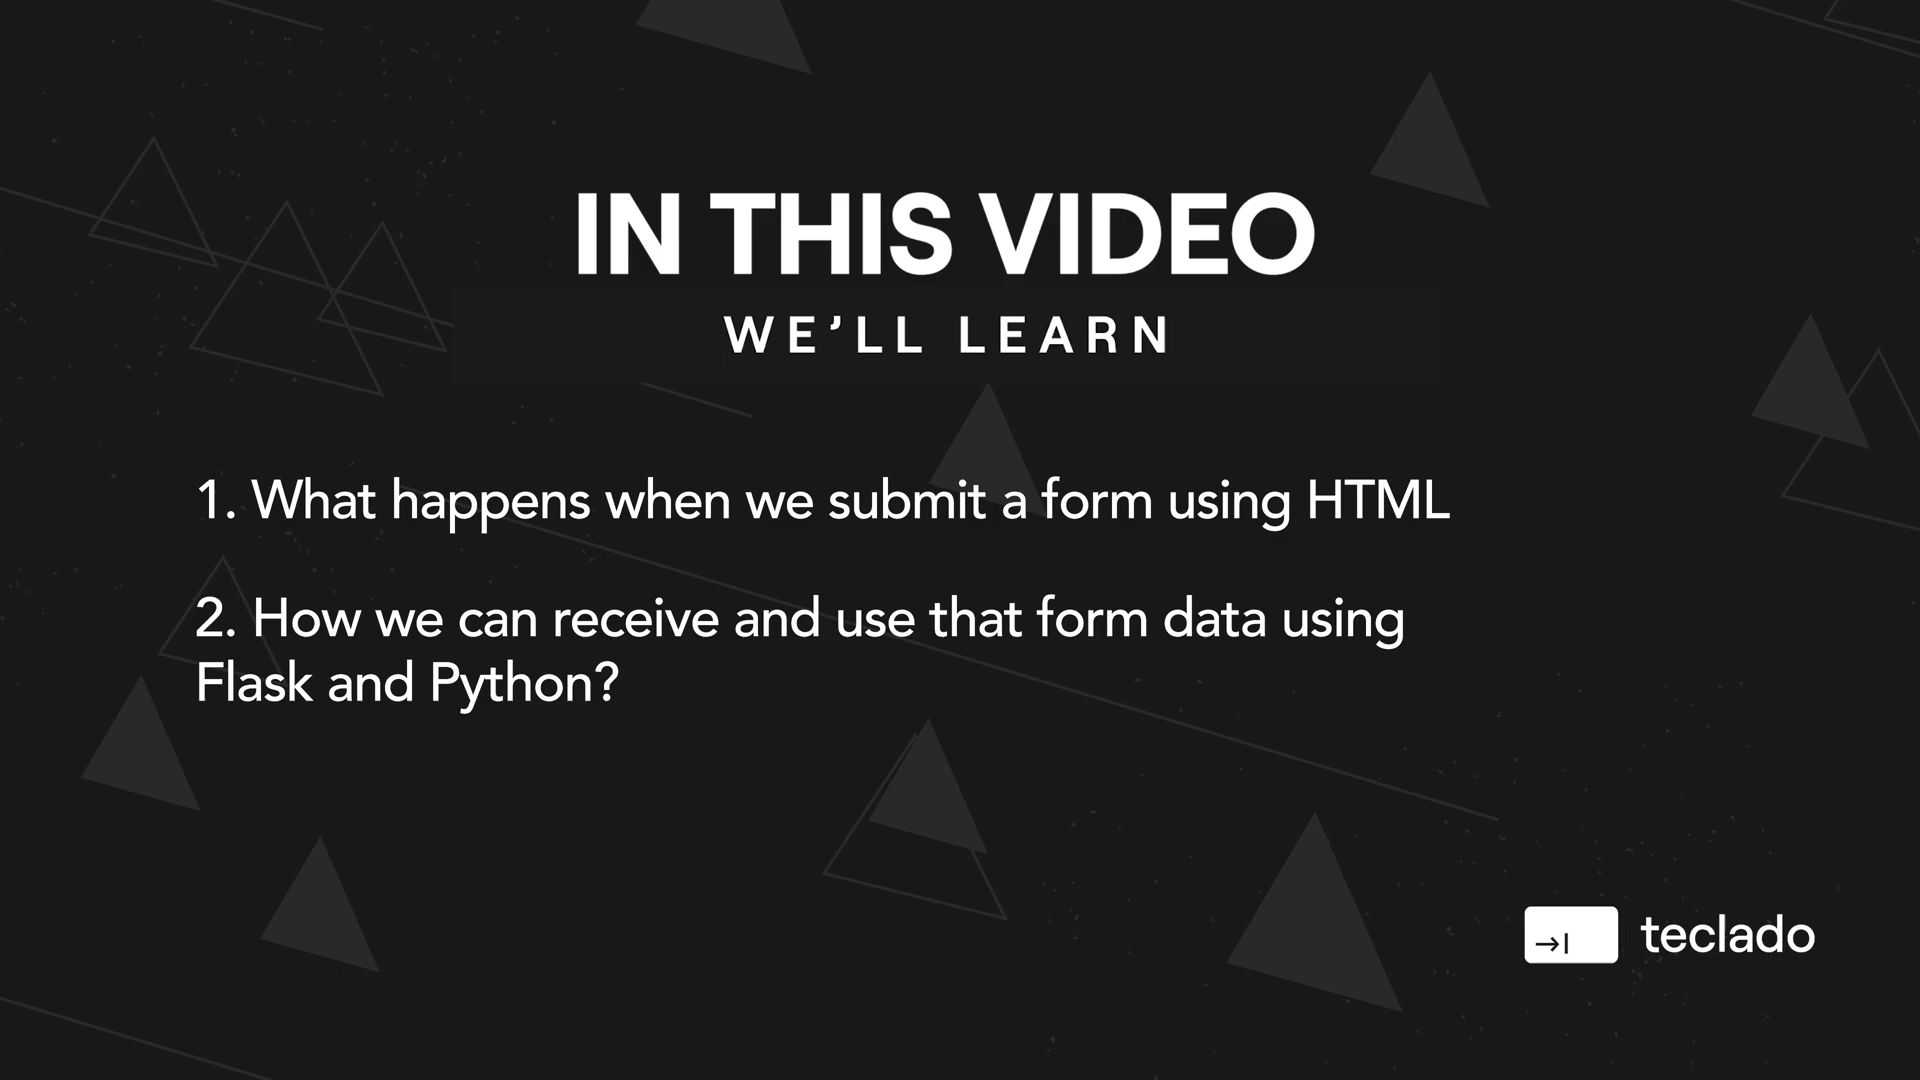 IN THIS VIDEO
WE’LL LEARN
1. What happens when we submit a form using HTML
2. How we can receive and use that form data using
Flask and Python?
teclado